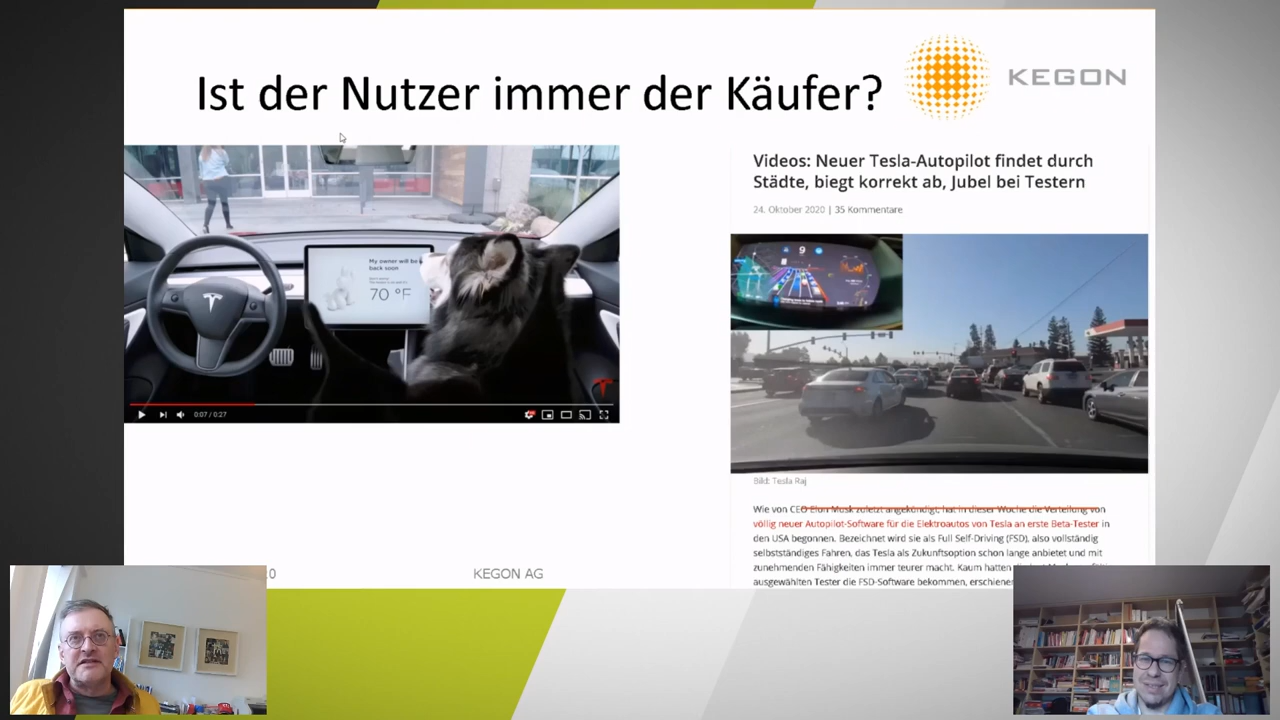 Ist der Nutzer immer der Käufer?
KEGON
My owner will be
back soon
70 °F
0:07 / 0:27
Videos: Neuer Tesla-Autopilot findet durch
Städte, biegt korrekt ab, Jubel bei Testern
24. Oktober 2020 | 35 Kommentare
9
Bild: Tesla Raj
Wie von CEO Elon Musk zuletzt angekündigt, hat in dieser Woche die Verteilung von
völlig neuer Autopilot-Software für die Elektroautos von Tesla an erste Beta-Tester in
den USA begonnen. Bezeichnet wird sie als Full Self-Driving (FSD), also vollständig
selbstständiges Fahren, das Tesla als Zukunftsoption schon lange anbietet und mit
zunehmenden Fähigkeiten immer teurer macht. Kaum hatten
ausgewählten Tester die FSD-Software bekommen, erschienen
KEGON AG